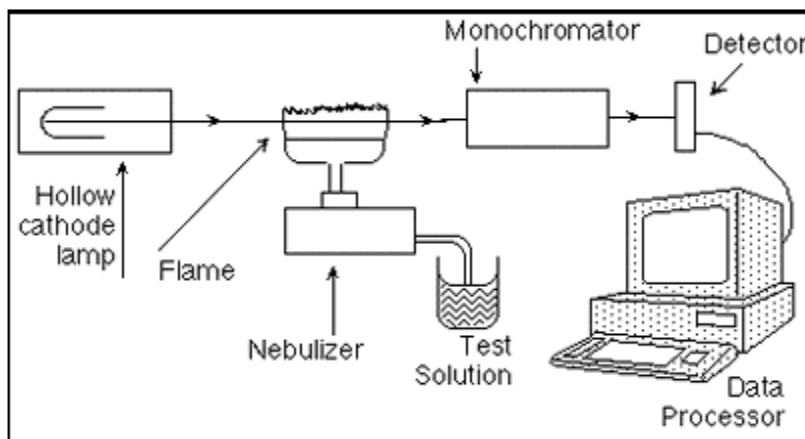 Monochromator
Detector
Hollow
cathode
lamp
Flame
Nebulizer
Test
Solution
Data
Processor